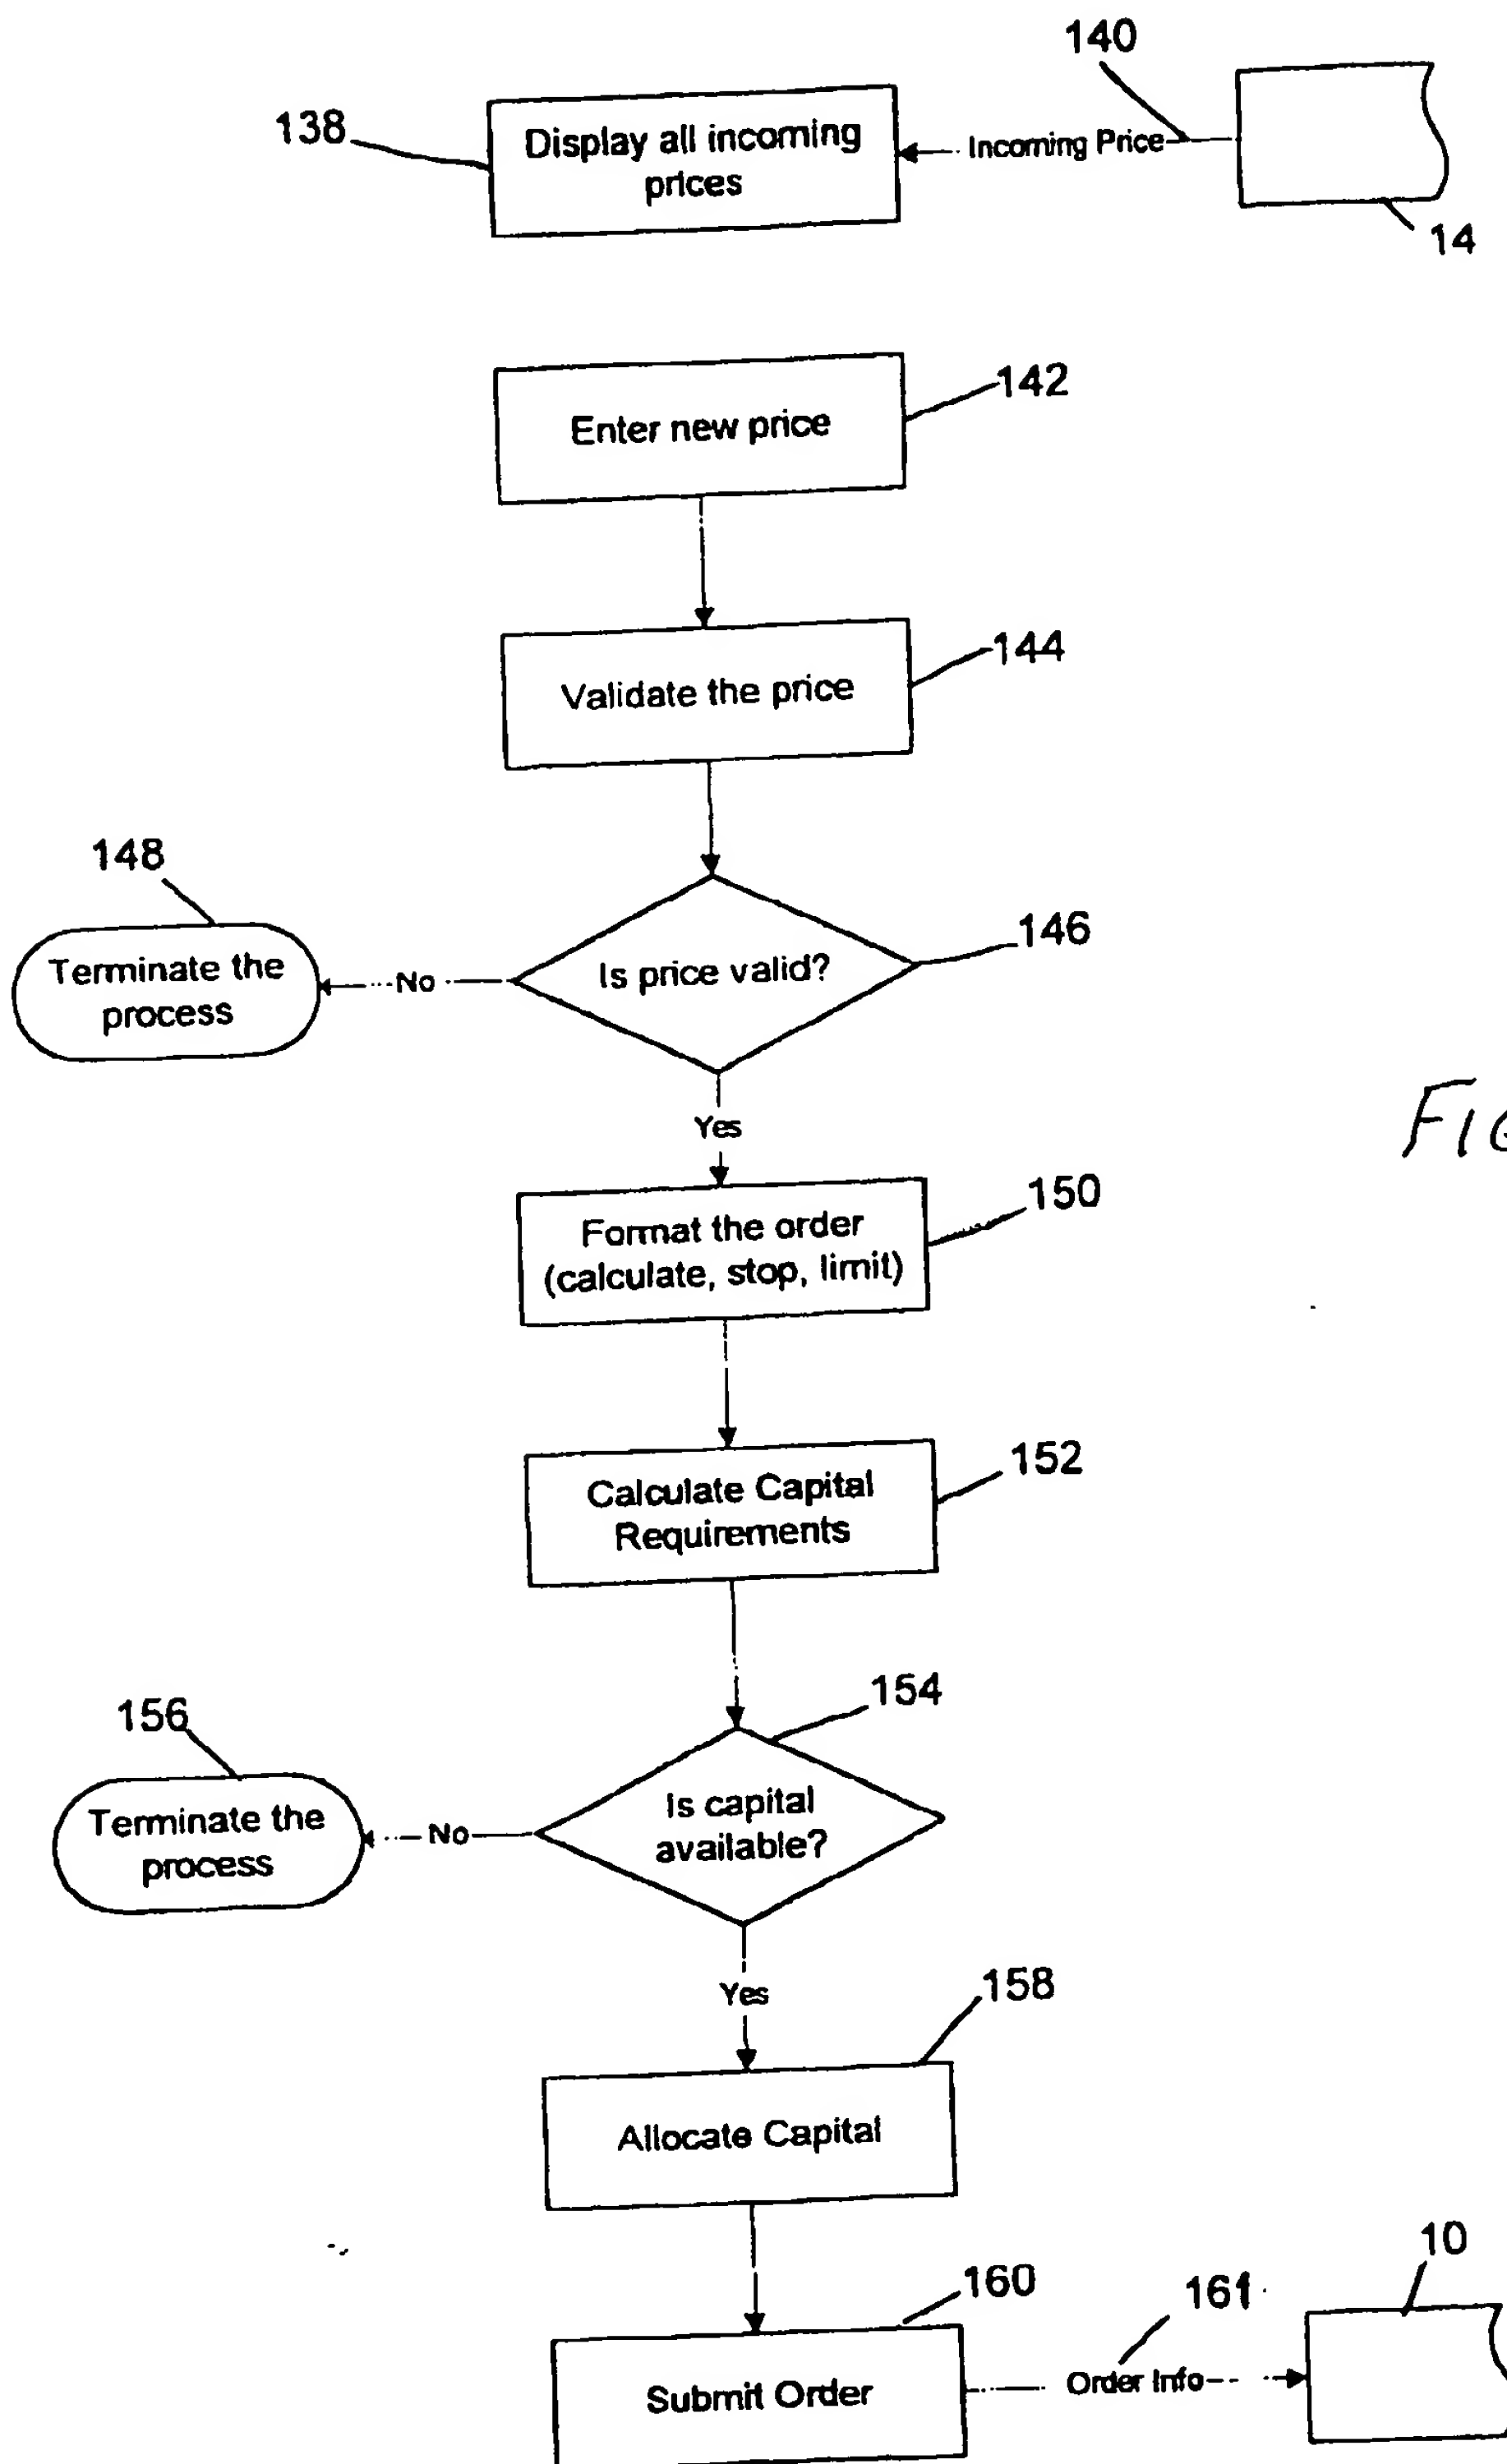 140
138
Display all incoming
prices
Incoming Price
14
Enter new price
142
Validate the price
144
148
Terminate the
process
No
Is price valid?
146
Yes
Format the order
(calculate, stop, limit)
150
Calculate Capital
Requirements
152
154
156
Terminate the
process
No
Is capital
available?
Yes
158
Allocate Capital
160
161
10
Submit Order
Order Info